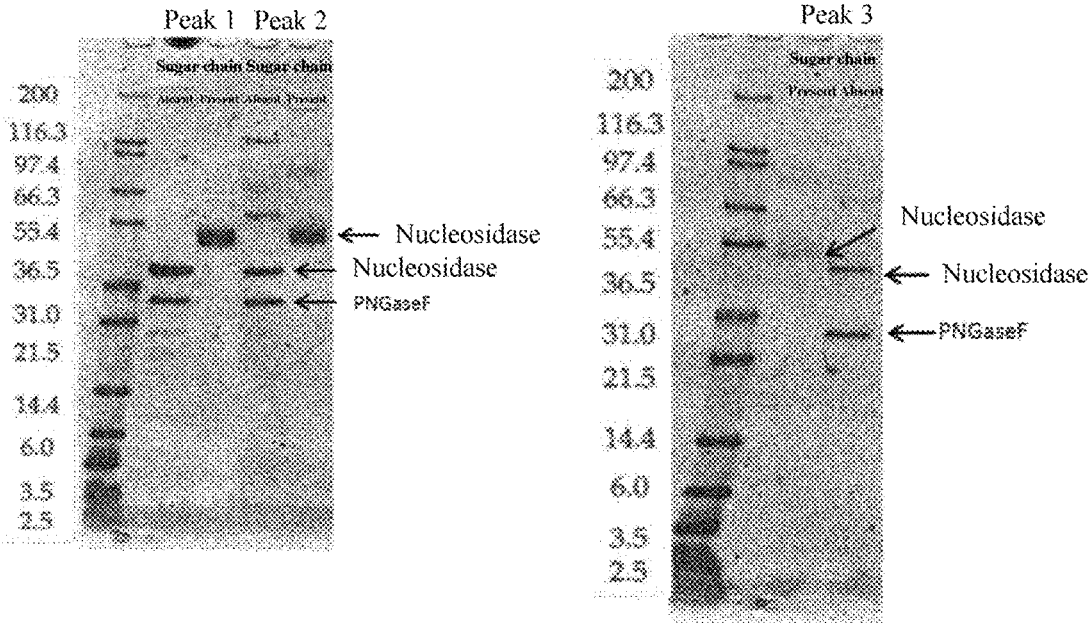 Peak 1 Peak 2
Sugar chain Sugar chain
Absent Present Absent Present
200
116.3
97.4
66.3
55.4
36.5
31.0
21.5
14.4
6.0
3.5
2.5
Nucleosidase
Nucleosidase
PNGaseF
Peak 3
Sugar chain
Present Absent
200
116.3
97.4
66.3
55.4
36.5
31.0
21.5
14.4
6.0
3.5
2.5
Nucleosidase
Nucleosidase
PNGaseF